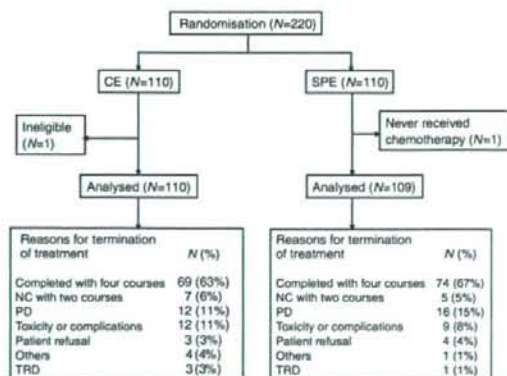 Randomisation (N=220)
CE (N=110)
SPE (N=110)
Ineligible
(N=1)
Never received
chemotherapy (N=1)
Analysed (N=110)
Analysed (N=109)
Reasons for termination
of treatment N (%)
Completed with four courses 69 (63%)
NC with two courses 7 (6%)
PD 12 (11%)
Toxicity or complications 12 (11%)
Patient refusal 3 (3%)
Others 4 (4%)
TRD 3 (3%)
Reasons for termination
of treatment N (%)
Completed with four courses 74 (67%)
NC with two courses 5 (5%)
PD 16 (15%)
Toxicity or complications 9 (8%)
Patient refusal 4 (4%)
Others 1 (1%)
TRD 1 (1%)